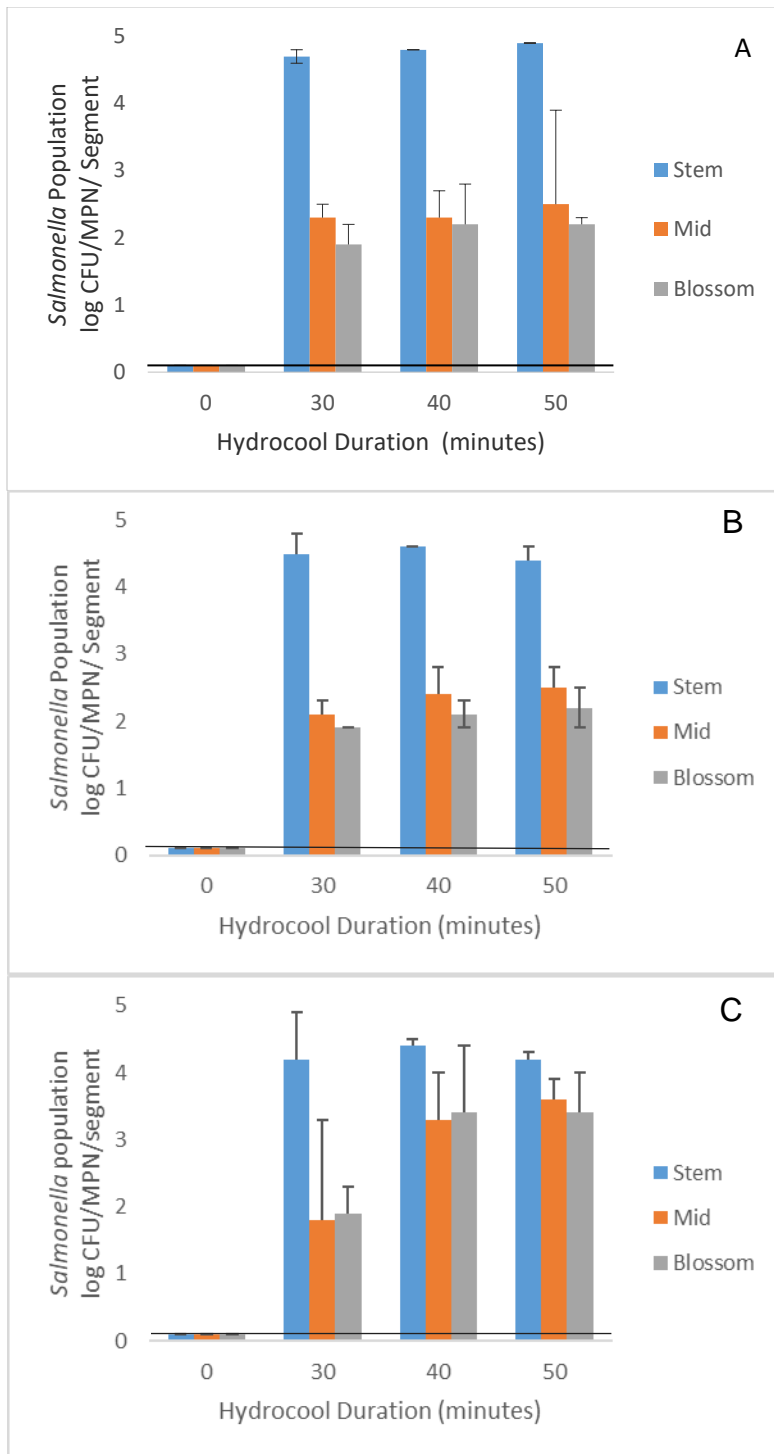 A
Salmonella Population
log CFU/MPN/ Segment
5
4
3
2
1
0
0 30 40 50
Hydrocool Duration (minutes)
Stem
Mid
Blossom
B
Salmonella Population
log CFU/MPN/ Segment
5
4
3
2
1
0
0 30 40 50
Hydrocool Duration (minutes)
Stem
Mid
Blossom
C
Salmonella population
log CFU/MPN/segment
5
4
3
2
1
0
0 30 40 50
Hydrocool Duration (minutes)
Stem
Mid
Blossom